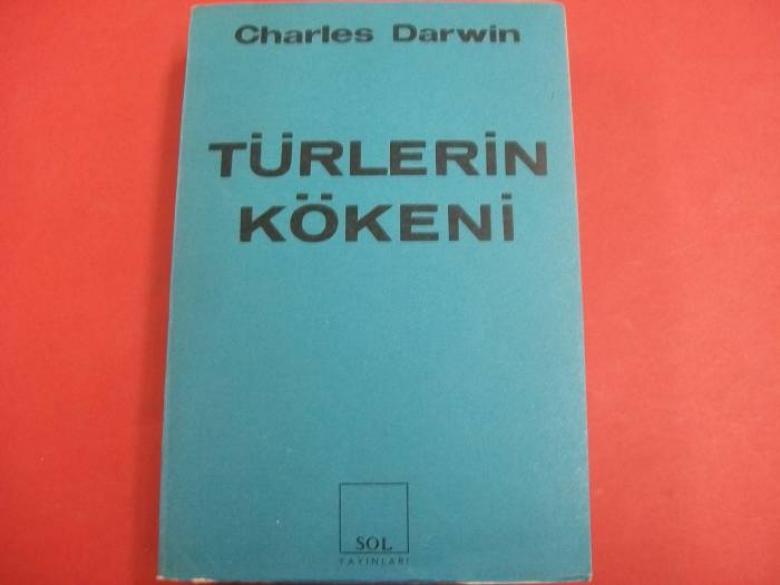 Charles Darwin
TÜRLERİN
KÖKENİ
SOL
YAYINLARI